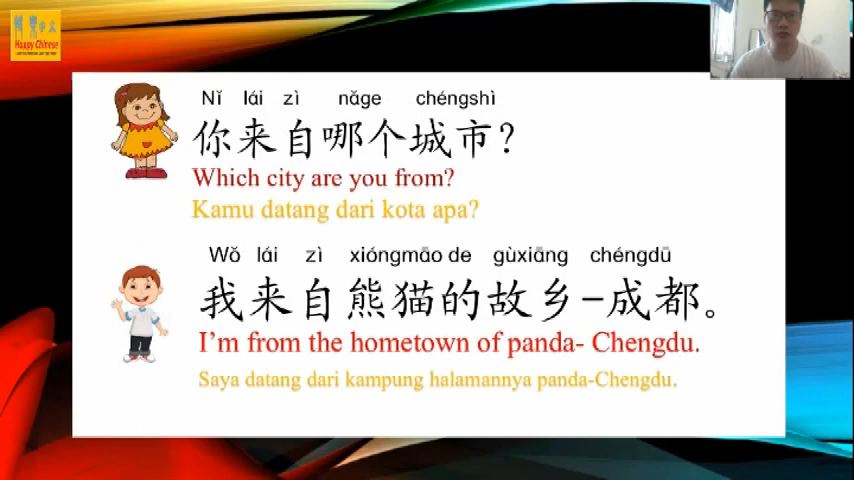 Happy Chinese
Nǐ lái zì nǎge chéngshì
你来自哪个城市？
Which city are you from?
Kamu datang dari kota apa?
Wǒ lái zì xióngmāo de gùxiāng chéngdū
我来自熊猫的故乡-成都。
I'm from the hometown of panda- Chengdu.
Saya datang dari kampung halamannya panda-Chengdu.